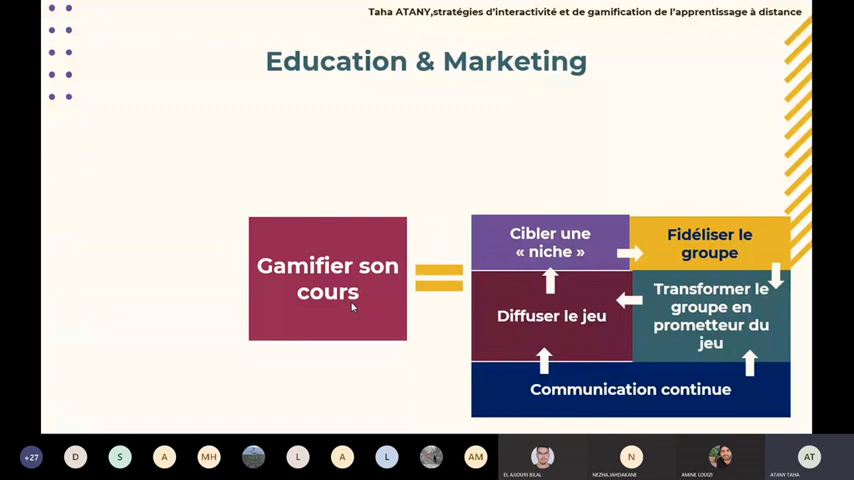 Taha ATANY,stratégies d'interactivité et de gamification de l'apprentissage à distance
Education & Marketing
Gamifier son
cours
Cibler une
« niche »
Fidéliser le
groupe
Diffuser le jeu
Transformer le
groupe en
prometteur du
jeu
Communication continue
+27
D
S
A
MH
L
A
L
AM
N
AT
EL AJOURI BILAL
NEZHA JAHDAKANE
AMINE LOUIZI
ATANY TAHA